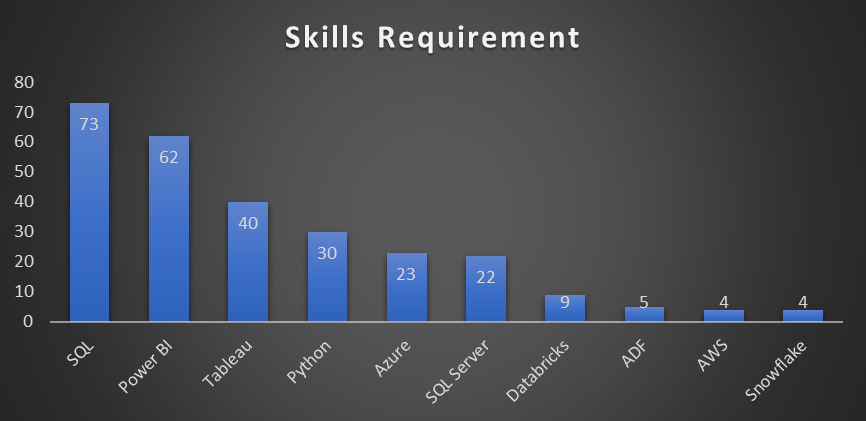 Skills Requirement
80
70
60
50
40
30
20
10
0
73
62
40
30
23
22
9
5
4
4
SQL
Power BI
Tableau
Python
Azure
SQL Server
Databricks
ADF
AWS
Snowflake